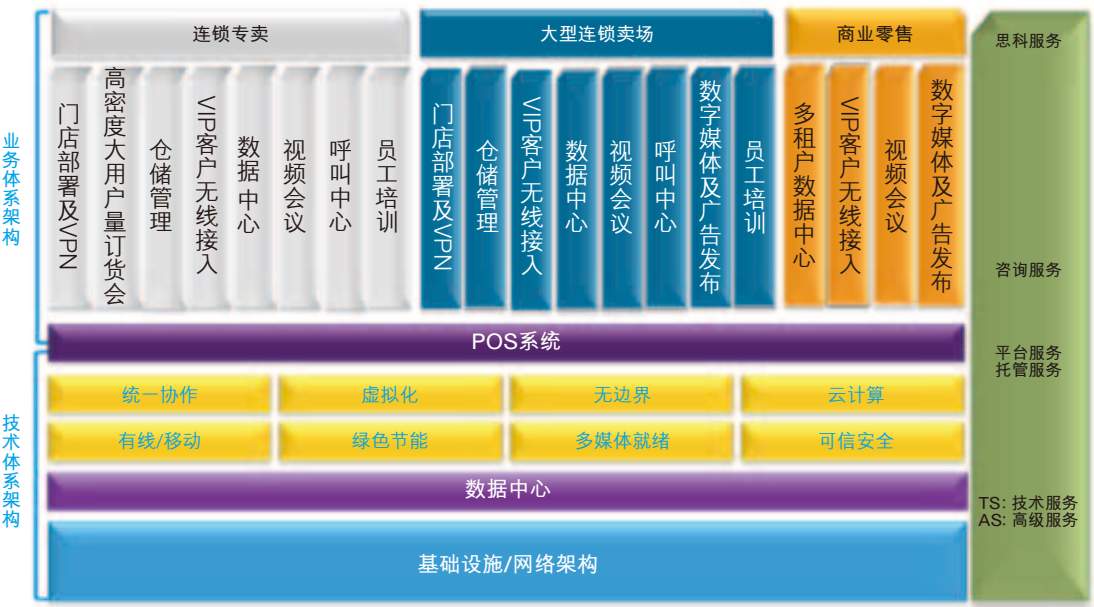 连锁专卖
大型连锁卖场
商业零售
思科服务
业务体系架构
门店部署及VPN
高密度大用户量订货会
仓储管理
VIP客户无线接入
数据中心
视频会议
呼叫中心
员工培训
门店部署及VPN
仓储管理
VIP客户无线接入
数据中心
视频会议
呼叫中心
数字媒体及广告发布
员工培训
多租户数据中心
VIP客户无线接入
视频会议
数字媒体及广告发布
咨询服务
POS系统
平台服务
托管服务
技术体系架构
统一协作
虚拟化
无边界
云计算
有线/移动
绿色节能
多媒体就绪
可信安全
数据中心
TS: 技术服务
AS: 高级服务
基础设施/网络架构